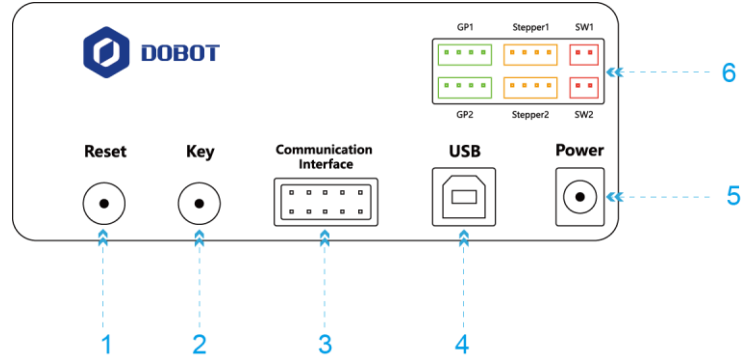 GP1 Stepper1 SW1
DOBOT
6
GP2 Stepper2 SW2
Reset Key Communication Interface USB Power
5
1 2 3 4